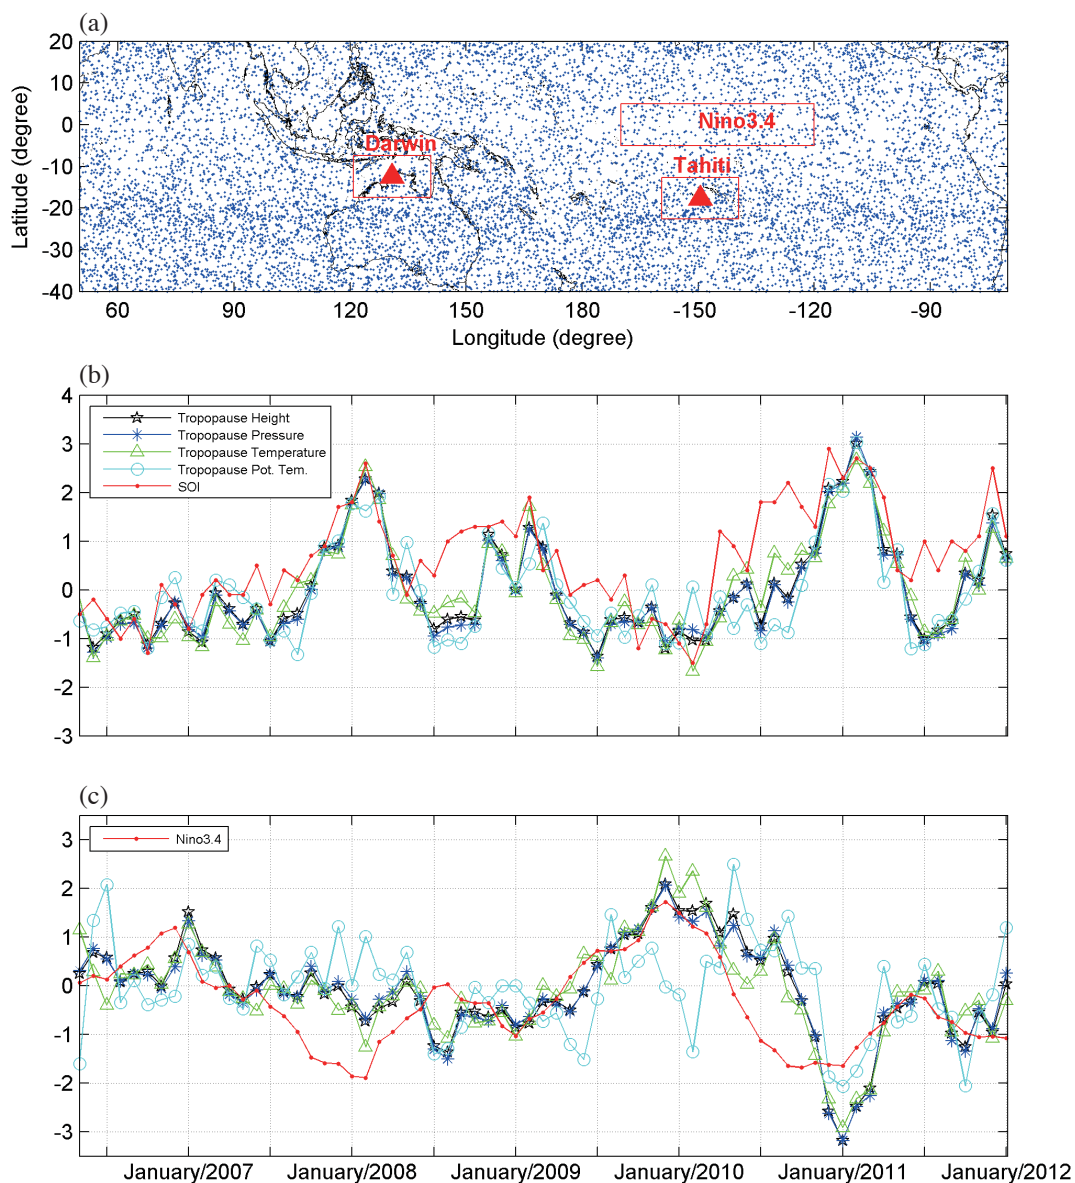 (a)
20
10
0
-10
-20
-30
-40
Latitude (degree)
Darwin
Nino3.4
Tahiti
60 90 120 150 180 -150 -120 -90
Longitude (degree)
(b)
4
3
2
1
0
-1
-2
-3
Tropopause Height
Tropopause Pressure
Tropopause Temperature
Tropopause Pot. Tem.
SOI
(c)
3
2
1
0
-1
-2
-3
Nino3.4
January/2007 January/2008 January/2009 January/2010 January/2011 January/2012